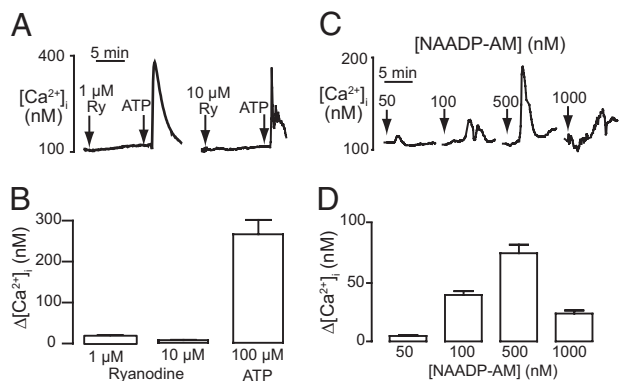 A
5 min
400
[Ca²⁺]ᵢ
(nM)
100
1 µM
Ry
ATP
10 µM
Ry
ATP
B
300
200
100
0
Δ[Ca²⁺]ᵢ (nM)
1 µM
10 µM
100 µM
Ryanodine
ATP
C
[NAADP-AM] (nM)
200
5 min
[Ca²⁺]ᵢ
(nM)
100
50
100
500
1000
D
100
50
0
Δ[Ca²⁺]ᵢ (nM)
50
100
500
1000
[NAADP-AM] (nM)